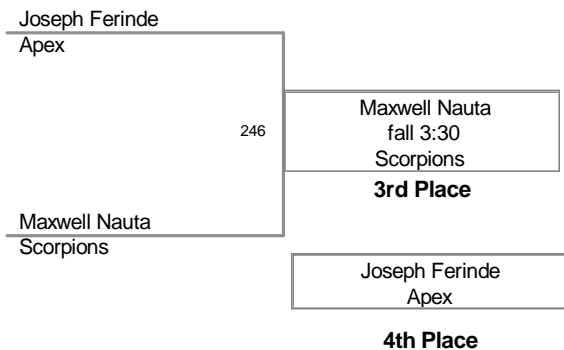 Joseph Ferinde
Apex
246
Maxwell Nauta
fall 3:30
Scorpions
3rd Place
Maxwell Nauta
Scorpions
Joseph Ferinde
Apex
4th Place